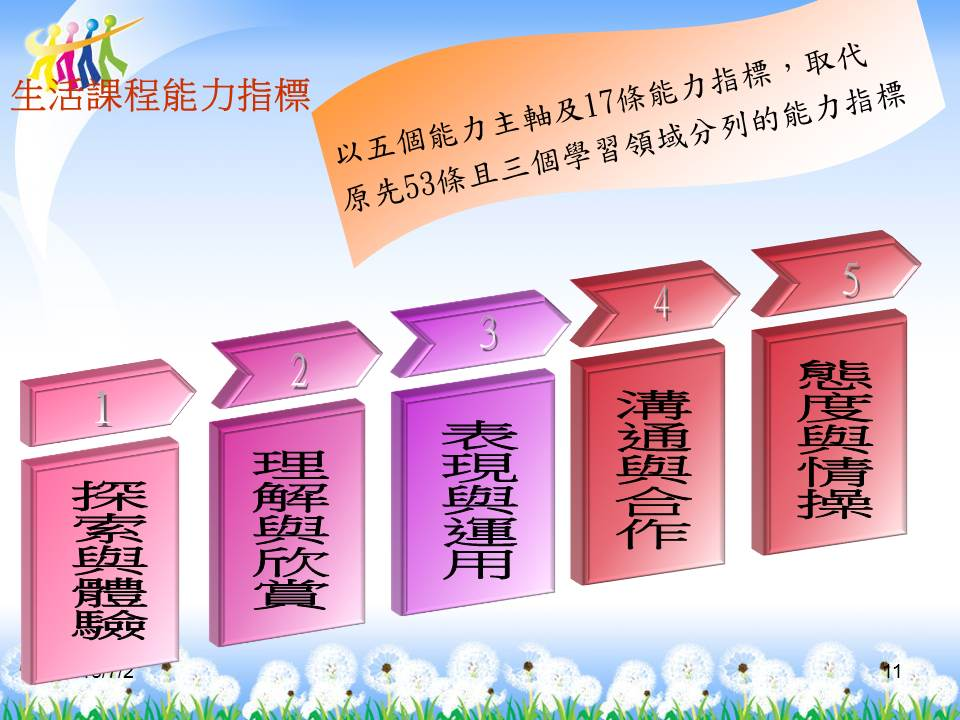 生活課程能力指標
以五個能力主軸及17條能力指標，取代
原先53條且三個學習領域分列的能力指標
1
2
3
4
5
探索與體驗
理解與欣賞
表現與運用
溝通與合作
態度與情操
11